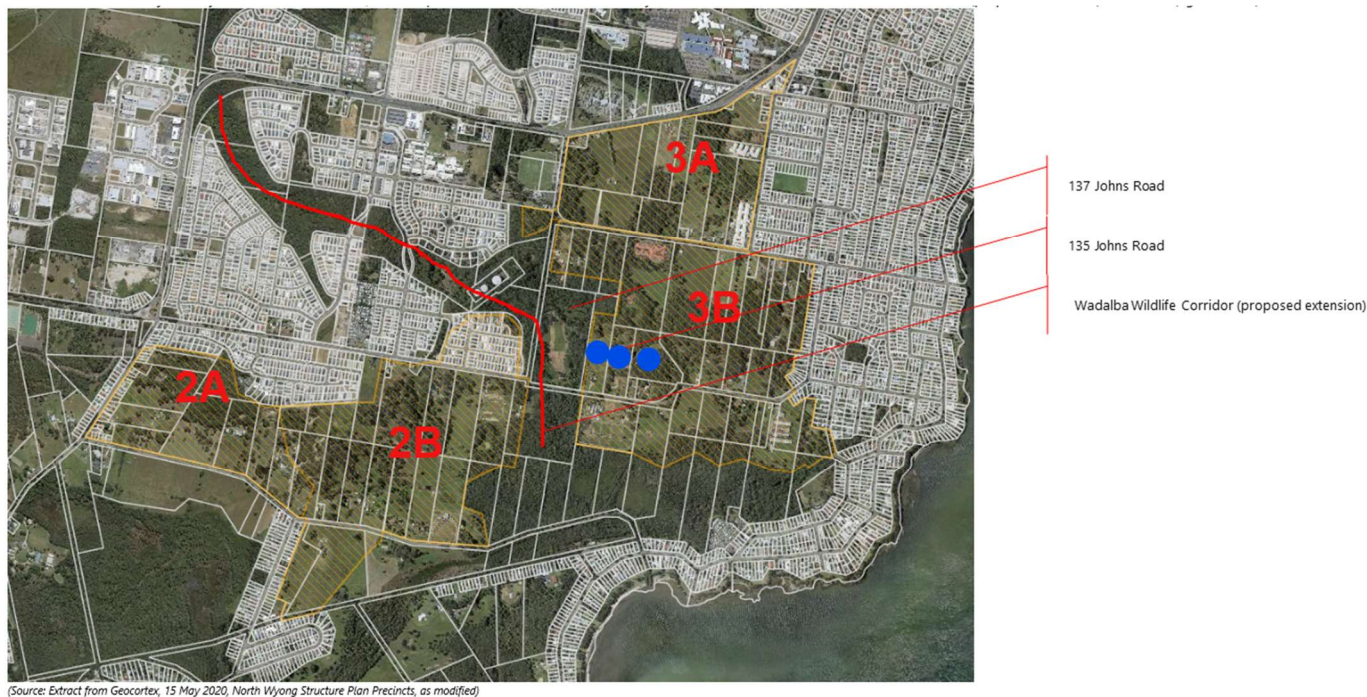 3A
137 Johns Road
135 Johns Road
3B
Wadalba Wildlife Corridor (proposed extension)
2A
2B
(Source: Extract from Geocortex, 15 May 2020, North Wyong Structure Plan Precincts, as modified)